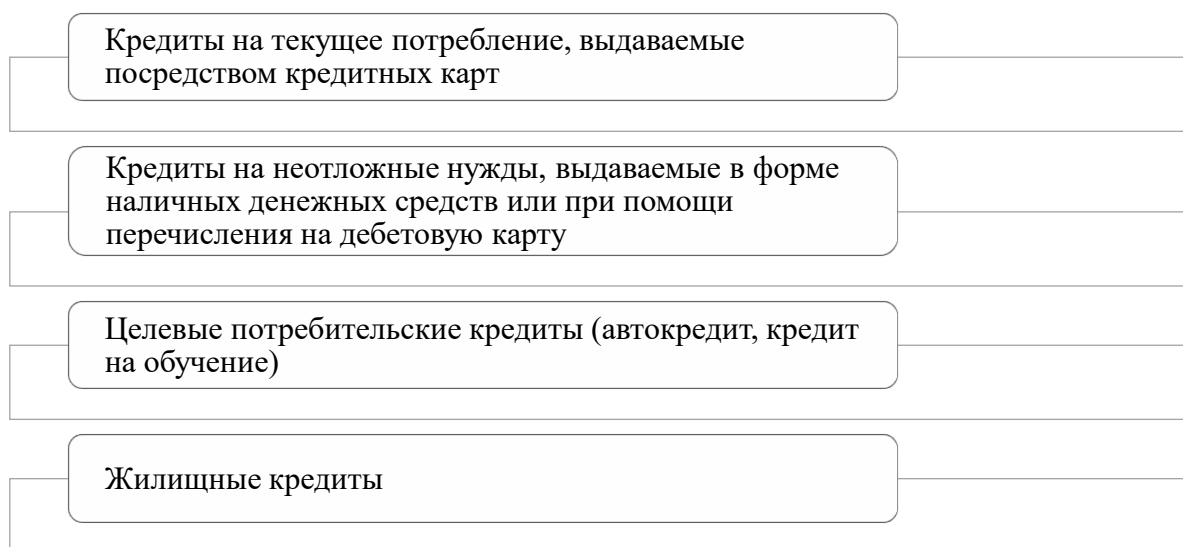 Кредиты на текущее потребление, выдаваемые
посредством кредитных карт
Кредиты на неотложные нужды, выдаваемые в форме
наличных денежных средств или при помощи
перечисления на дебетовую карту
Целевые потребительские кредиты (автокредит, кредит
на обучение)
Жилищные кредиты